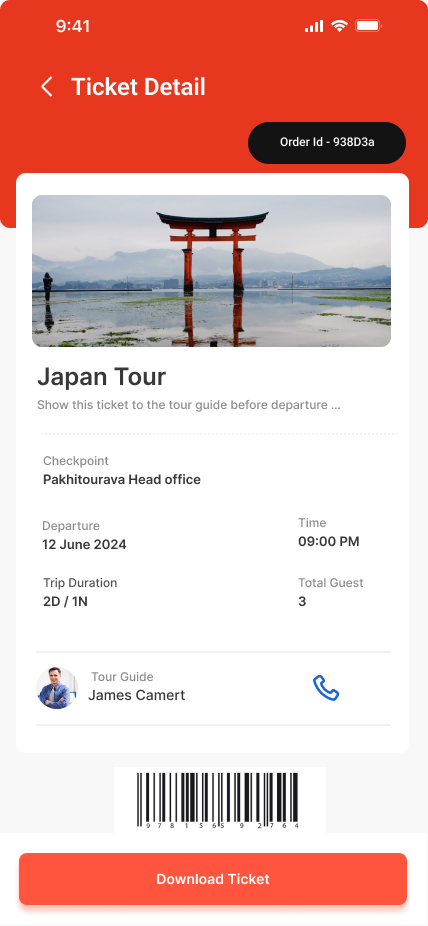 9:41
Ticket Detail
Order Id - 938D3a
Japan Tour
Show this ticket to the tour guide before departure ...
Checkpoint
Pakhitourava Head office
Departure
12 June 2024
Time
09:00 PM
Trip Duration
2D / 1N
Total Guest
3
Tour Guide
James Camert
9 7 8 1 5 6 5 9 2 7 6 4
Download Ticket